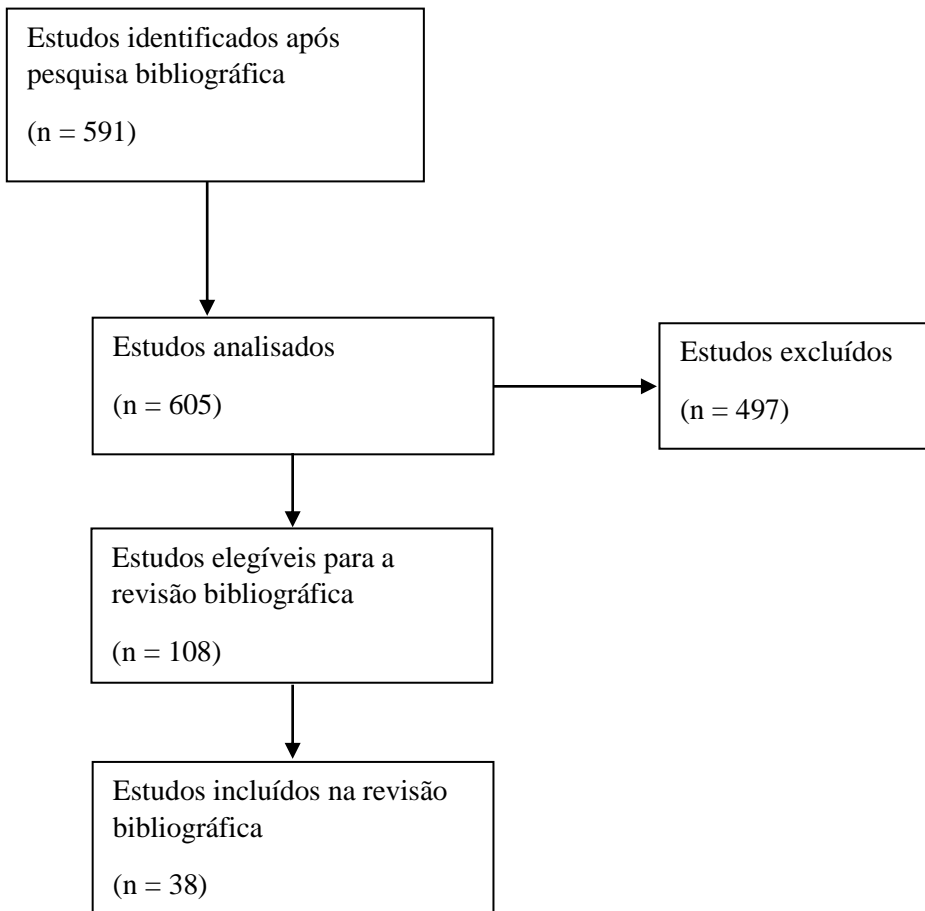 Estudos identificados após
pesquisa bibliográfica
(n = 591)
Estudos analisados
(n = 605)
Estudos excluídos
(n = 497)
Estudos elegíveis para a
revisão bibliográfica
(n = 108)
Estudos incluídos na revisão
bibliográfica
(n = 38)